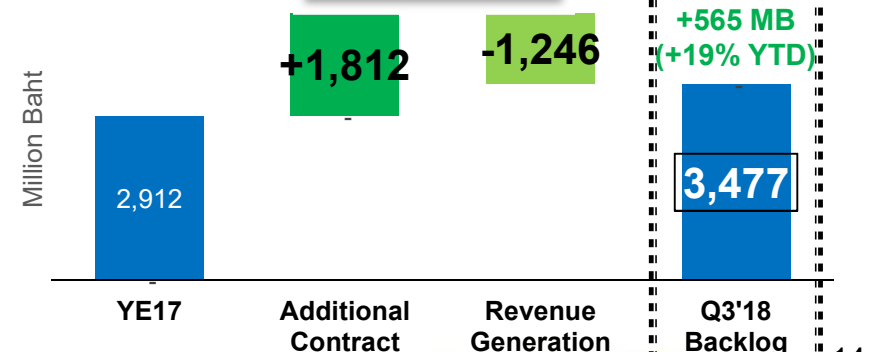 +565 MB
(+19% YTD)
+1,812
-1,246
-
-
Million Baht
2,912
3,477
-
YE17
Additional
Contract
Revenue
Generation
Q3'18
Backlog